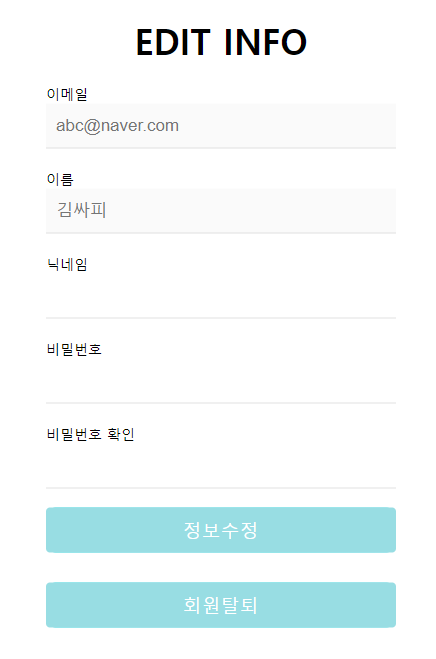 EDIT INFO
이메일
abc@naver.com
이름
김싸피
닉네임
비밀번호
비밀번호 확인
정보수정
회원탈퇴